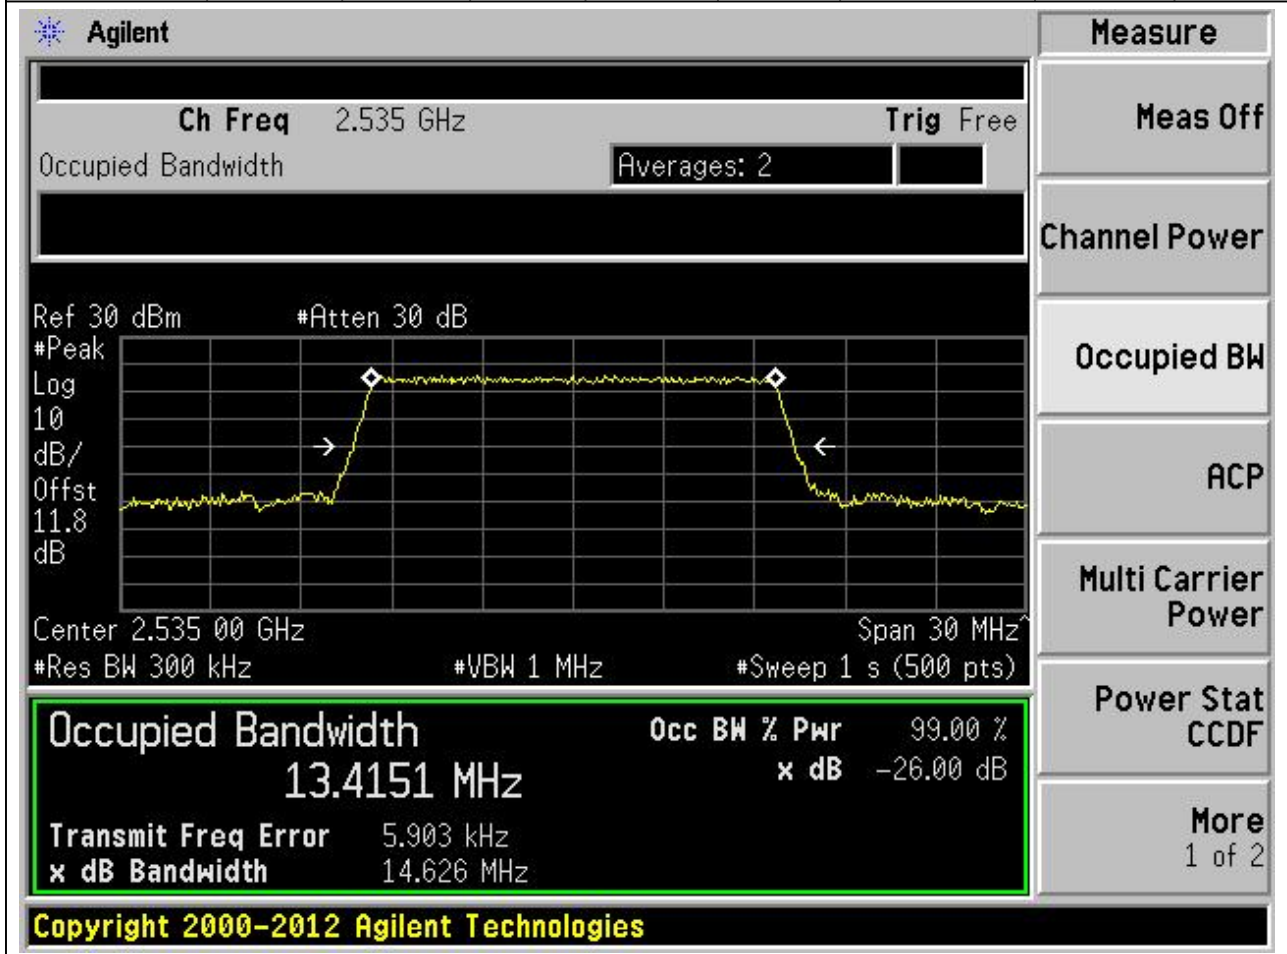 Agilent
Ch Freq 2.535 GHz Trig Free
Occupied Bandwidth Averages: 2
Ref 30 dBm #Atten 30 dB
#Peak
Log
10
dB/
Offst
11.8
dB
Center 2.535 00 GHz Span 30 MHz^
#Res BW 300 kHz #VBW 1 MHz #Sweep 1 s (500 pts)
Occupied Bandwidth Occ BW % Pwr 99.00 %
13.4151 MHz x dB -26.00 dB
Transmit Freq Error 5.903 kHz
x dB Bandwidth 14.626 MHz
Copyright 2000-2012 Agilent Technologies
Measure
Meas Off
Channel Power
Occupied BW
ACP
Multi Carrier
Power
Power Stat
CCDF
More
1 of 2